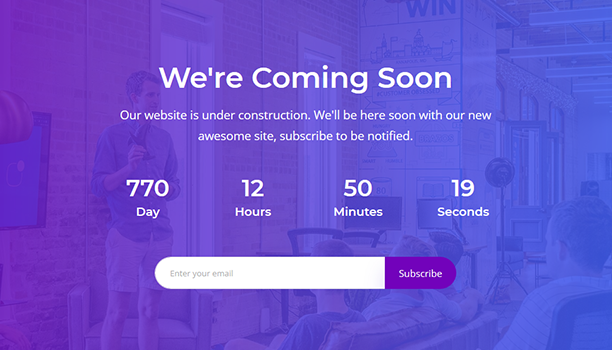 WIN
We're Coming Soon
Our website is under construction. We'll be here soon with our new
awesome site, subscribe to be notified.
770 12 50 19
Day Hours Minutes Seconds
Enter your email Subscribe